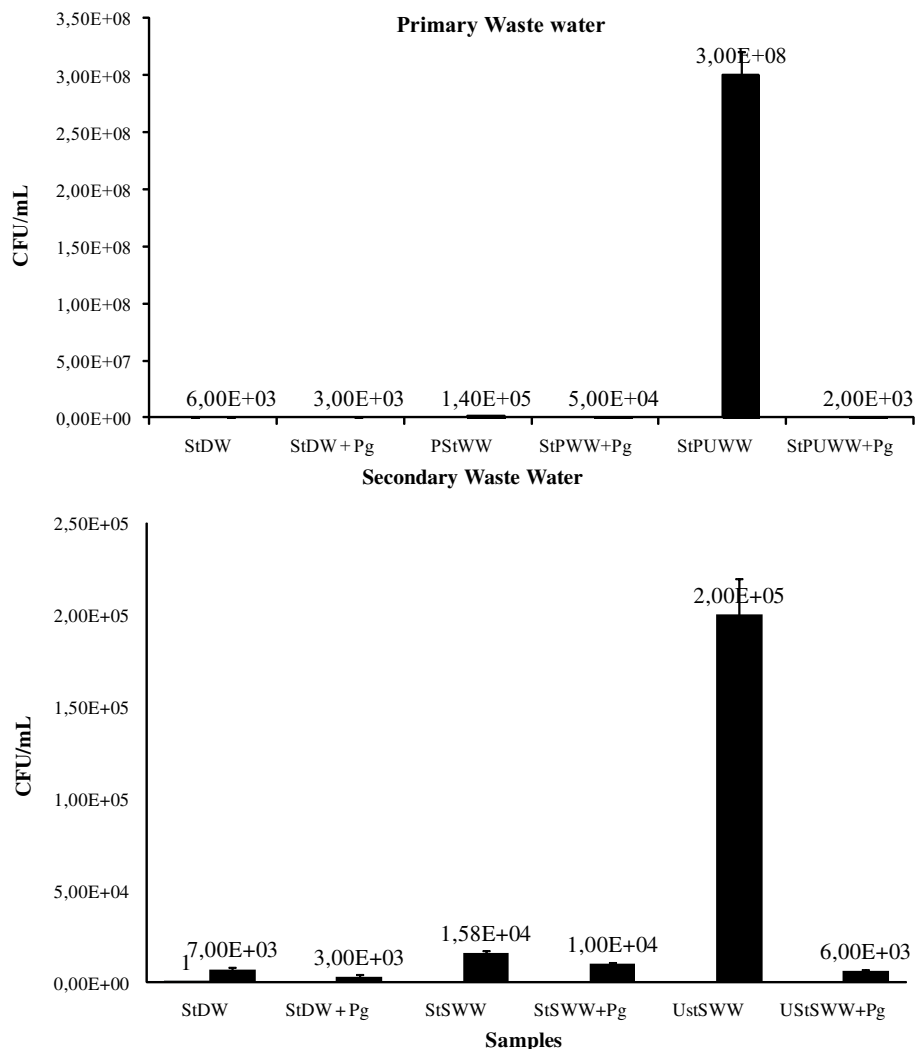 Primary Waste water
CFU/mL
3,50E+08
3,00E+08
3,00E+08
2,50E+08
2,00E+08
1,50E+08
1,00E+08
5,00E+07
0,00E+00
6,00E+03 3,00E+03 1,40E+05 5,00E+04 2,00E+03
StDW StDW + Pg PStWW StPWW+Pg StPUWW StPUWW+Pg
Secondary Waste Water
CFU/mL
2,50E+05
2,00E+05
2,00E+05
1,50E+05
1,00E+05
5,00E+04
0,00E+00
1 7,00E+03 3,00E+03 1,58E+04 1,00E+04 6,00E+03
StDW StDW + Pg StSWW StSWW+Pg UstSWW UStSWW+Pg
Samples